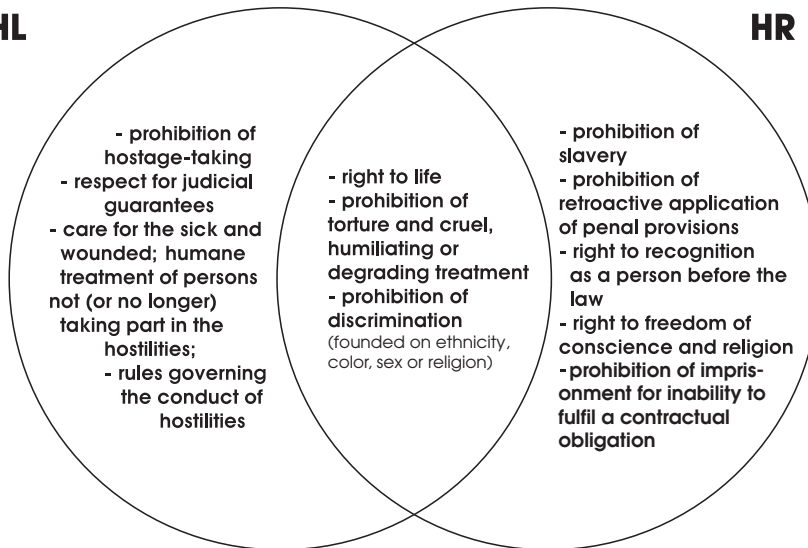 HL
HR
- prohibition of
hostage-taking
- respect for judicial
guarantees
- care for the sick and
wounded; humane
treatment of persons
not (or no longer)
taking part in the
hostilities;
- rules governing
the conduct of
hostilities
- right to life
- prohibition of
torture and cruel,
humiliating or
degrading treatment
- prohibition of
discrimination
(founded on ethnicity,
color, sex or religion)
- prohibition of
slavery
- prohibition of
retroactive application
of penal provisions
- right to recognition
as a person before the
law
- right to freedom of
conscience and religion
-prohibition of impris-
onment for inability to
fulfil a contractual
obligation